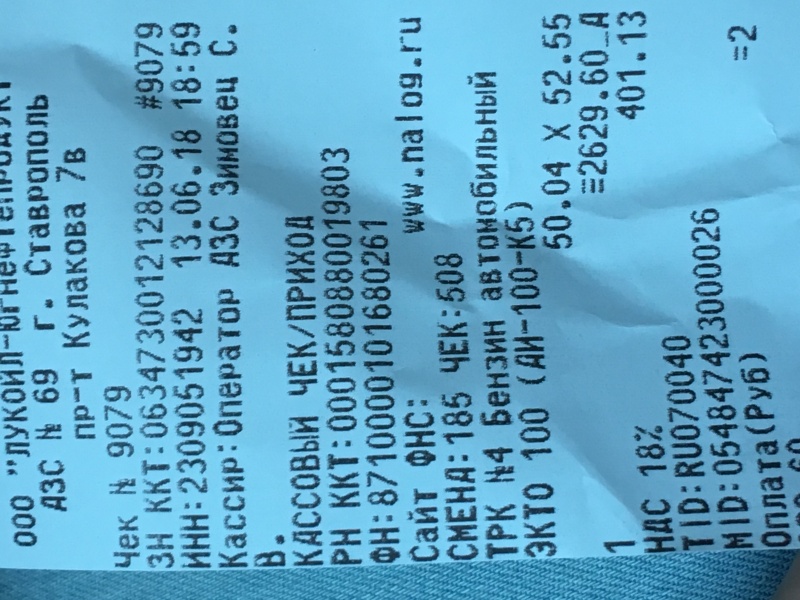 ООО "ЛУКОЙЛ-ЮГНЕФТЕПРОДУКТ
АЗС № 69 г. Ставрополь
пр-т Кулакова 7в
Чек № 9079
ЗН ККТ:0634730012128690 #9079
ИНН:2309051942 13.06.18 18:59
Кассир:Оператор АЗС Зимовец С.
В.
КАССОВЫЙ ЧЕК/ПРИХОД
РН ККТ:0001580880019803
ФН:8710000101680261
Сайт ФНС: www.nalog.ru
СМЕНА:185 ЧЕК:508
ТРК №4 Бензин автомобильный
ЭКТО 100 (АИ-100-К5)
50.04 X 52.55
1 =2629.60_А
НДС 18% 401.13
TID:RU070040
MID:054847423000026
Оплата(Руб) =2